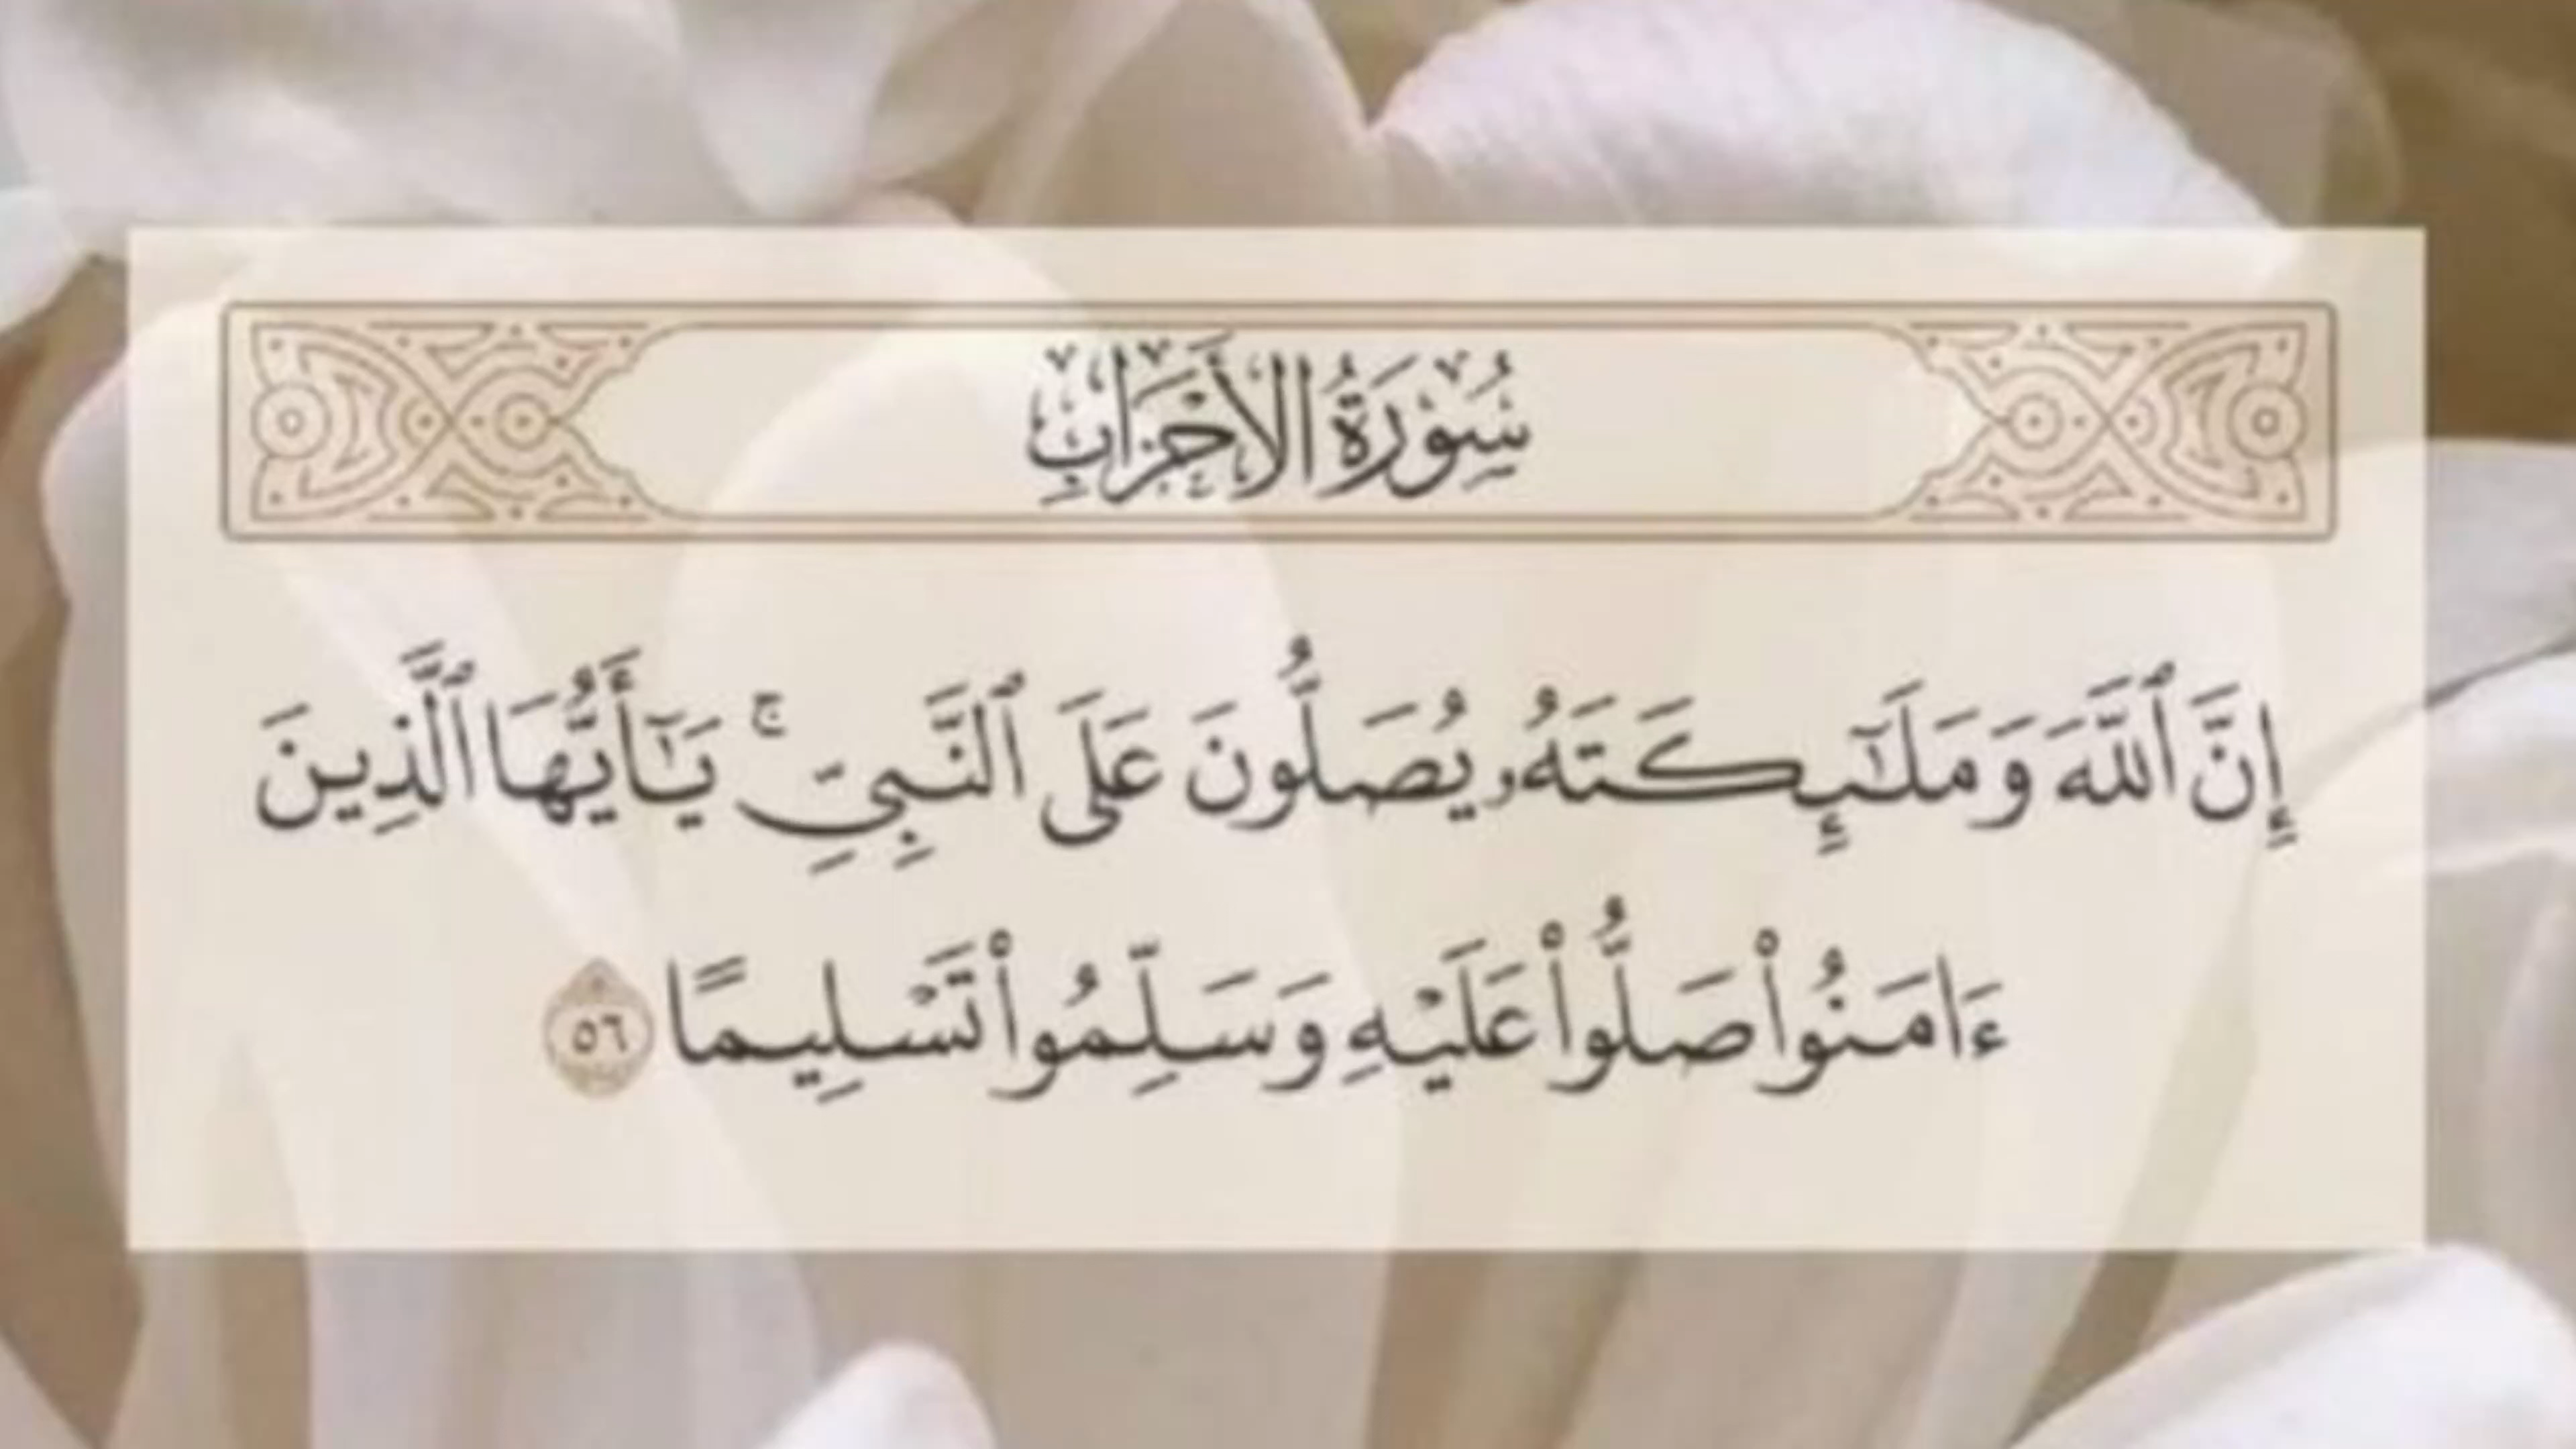 سُورَةُ الأَحْزَابِ
إِنَّ ٱللَّهَ وَمَلَـٰٓئِكَتَهُۥ يُصَلُّونَ عَلَى ٱلنَّبِىِّ ۚ يَـٰٓأَيُّهَا ٱلَّذِينَ
ءَامَنُوا۟ صَلُّوا۟ عَلَيْهِ وَسَلِّمُوا۟ تَسْلِيمًا ٥٦